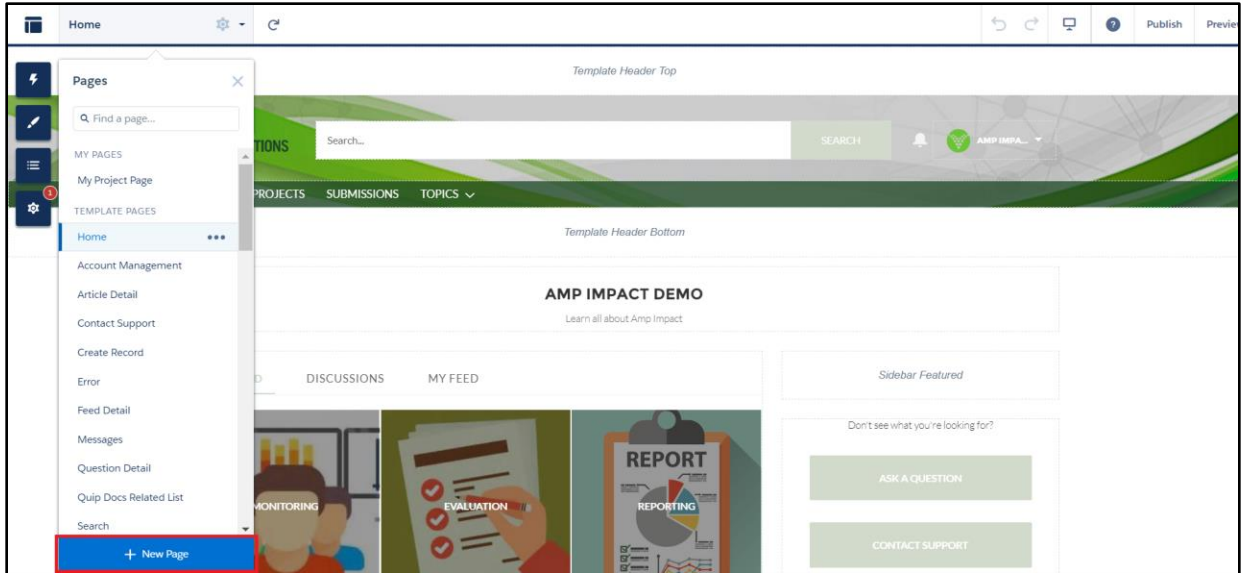 Home
Publish
Preview
Pages
Find a page...
MY PAGES
My Project Page
TEMPLATE PAGES
Home
Account Management
Article Detail
Contact Support
Create Record
Error
Feed Detail
Messages
Question Detail
Quip Docs Related List
Search
+ New Page
1
Template Header Top
Search...
SEARCH
AMP IMPA...
PROJECTS SUBMISSIONS TOPICS
Template Header Bottom
AMP IMPACT DEMO
Learn all about Amp Impact
DISCUSSIONS MY FEED
EVALUATION
REPORT
REPORTING
Sidebar Featured
Don't see what you're looking for?
ASK A QUESTION
CONTACT SUPPORT